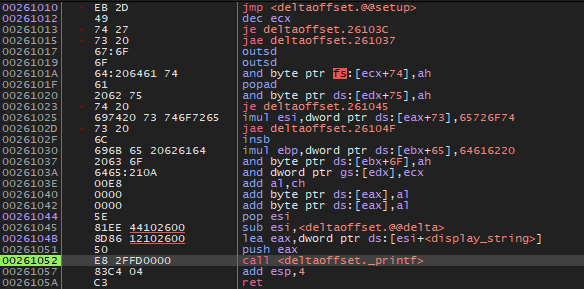 00261010 EB 2D jmp <deltaoffset.@@setup>
00261012 49 dec ecx
00261013 74 27 je deltaoffset.26103C
00261015 73 20 jae deltaoffset.261037
00261017 67:6F outsd
00261019 6F outsd
0026101A 64:206461 74 and byte ptr fs:[ecx+74],ah
0026101F 61 popad
00261020 2062 75 and byte ptr ds:[edx+75],ah
00261023 74 20 je deltaoffset.261045
00261025 697420 73 746F7265 imul esi,dword ptr ds:[eax+73],65726F74
0026102D 73 20 jae deltaoffset.26104F
0026102F 6C insb
00261030 696B 65 20626164 imul ebp,dword ptr ds:[ebx+65],64616220
00261037 2063 6F and byte ptr ds:[ebx+6F],ah
0026103A 6465:210A and dword ptr gs:[edx],ecx
0026103E 00E8 add al,ch
00261040 0000 add byte ptr ds:[eax],al
00261042 0000 add byte ptr ds:[eax],al
00261044 5E pop esi
00261045 81EE 44102600 sub esi,<deltaoffset.@@delta>
0026104B 8D86 12102600 lea eax,dword ptr ds:[esi+<display_string>]
00261051 50 push eax
00261052 E8 2FFD0000 call <deltaoffset._printf>
00261057 83C4 04 add esp,4
0026105A C3 ret